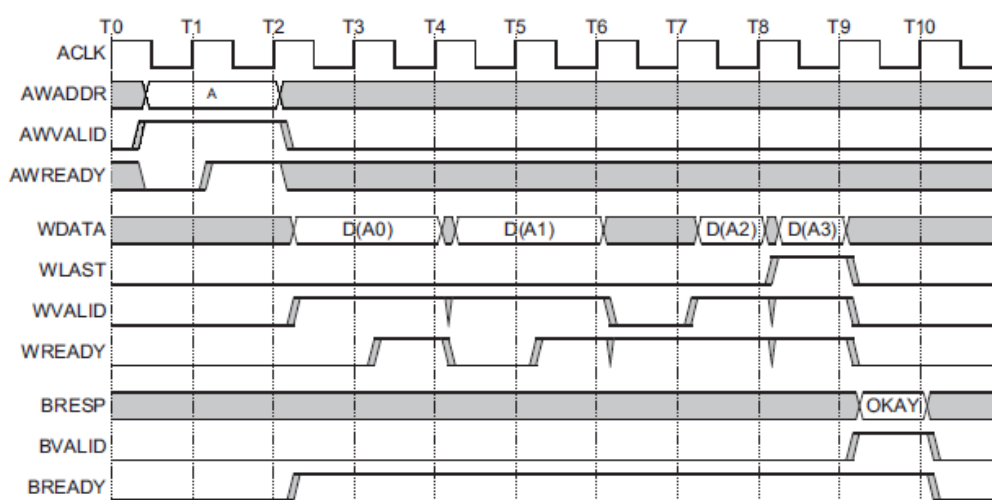 T0 T1 T2 T3 T4 T5 T6 T7 T8 T9 T10
ACLK
AWADDR A
AWVALID
AWREADY
WDATA D(A0) D(A1) D(A2) D(A3)
WLAST
WVALID
WREADY
BRESP OKAY
BVALID
BREADY